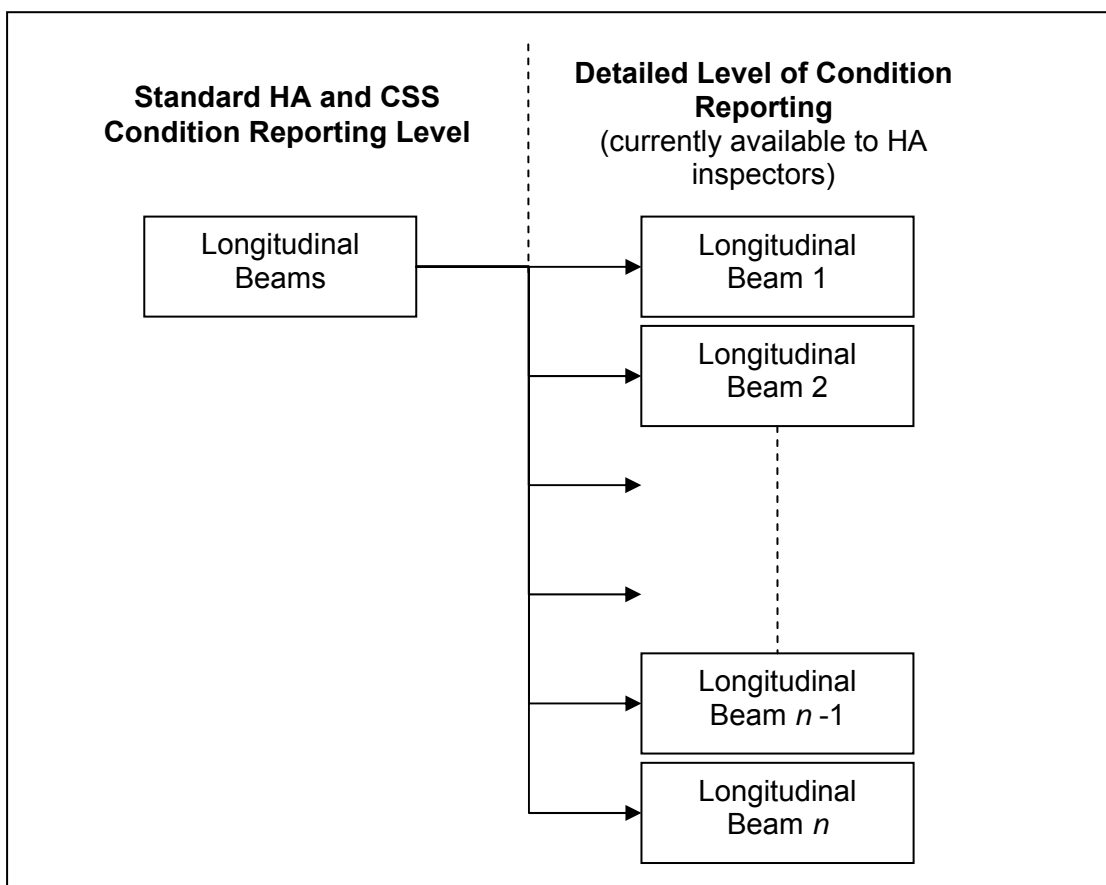 Standard HA and CSS
Condition Reporting Level
Detailed Level of Condition
Reporting
(currently available to HA
inspectors)
Longitudinal
Beams
Longitudinal
Beam 1
Longitudinal
Beam 2
Longitudinal
Beam n -1
Longitudinal
Beam n